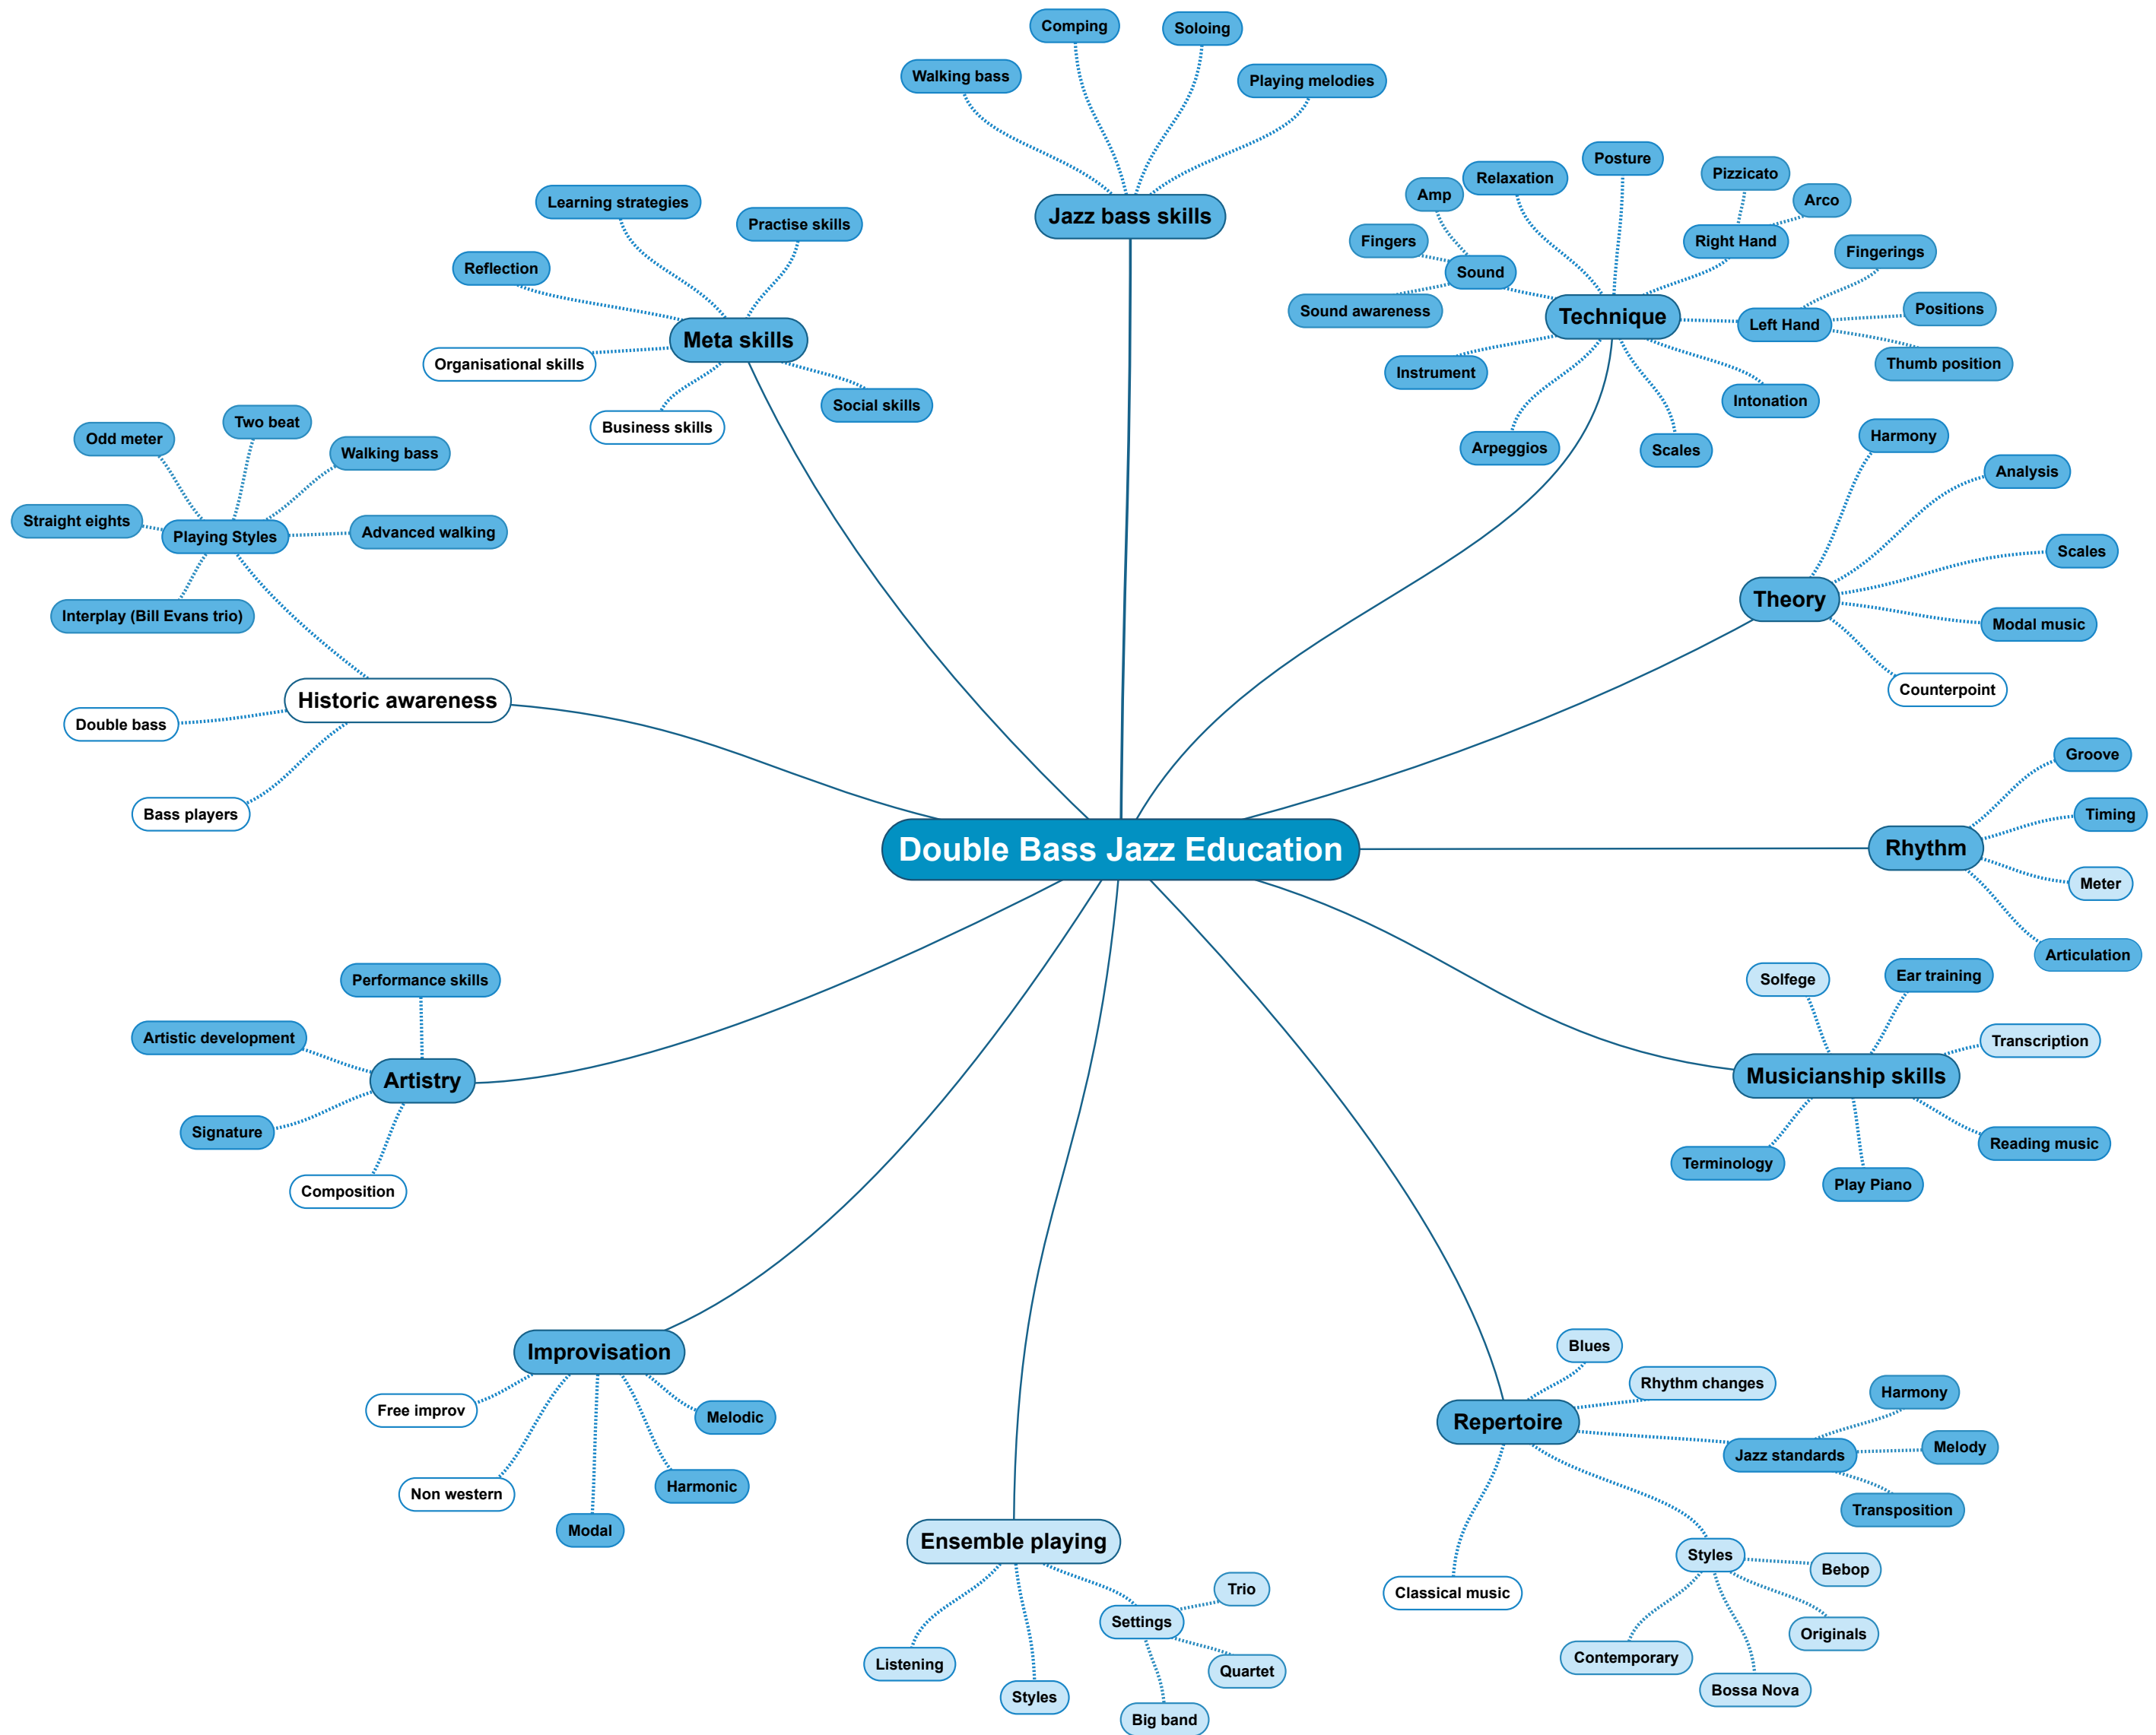 Double Bass Jazz Education
Jazz bass skills
Walking bass
Comping
Soloing
Playing melodies
Technique
Sound
Amp
Fingers
Sound awareness
Relaxation
Posture
Right Hand
Pizzicato
Arco
Left Hand
Fingerings
Positions
Thumb position
Intonation
Scales
Arpeggios
Instrument
Theory
Harmony
Analysis
Scales
Modal music
Counterpoint
Rhythm
Groove
Timing
Meter
Articulation
Musicianship skills
Solfege
Ear training
Transcription
Reading music
Play Piano
Terminology
Repertoire
Blues
Rhythm changes
Jazz standards
Harmony
Melody
Transposition
Styles
Bebop
Originals
Bossa Nova
Contemporary
Classical music
Ensemble playing
Settings
Trio
Quartet
Big band
Styles
Listening
Improvisation
Melodic
Harmonic
Modal
Non western
Free improv
Artistry
Performance skills
Artistic development
Signature
Composition
Historic awareness
Playing Styles
Straight eights
Odd meter
Two beat
Walking bass
Advanced walking
Interplay (Bill Evans trio)
Double bass
Bass players
Meta skills
Learning strategies
Practise skills
Reflection
Organisational skills
Business skills
Social skills